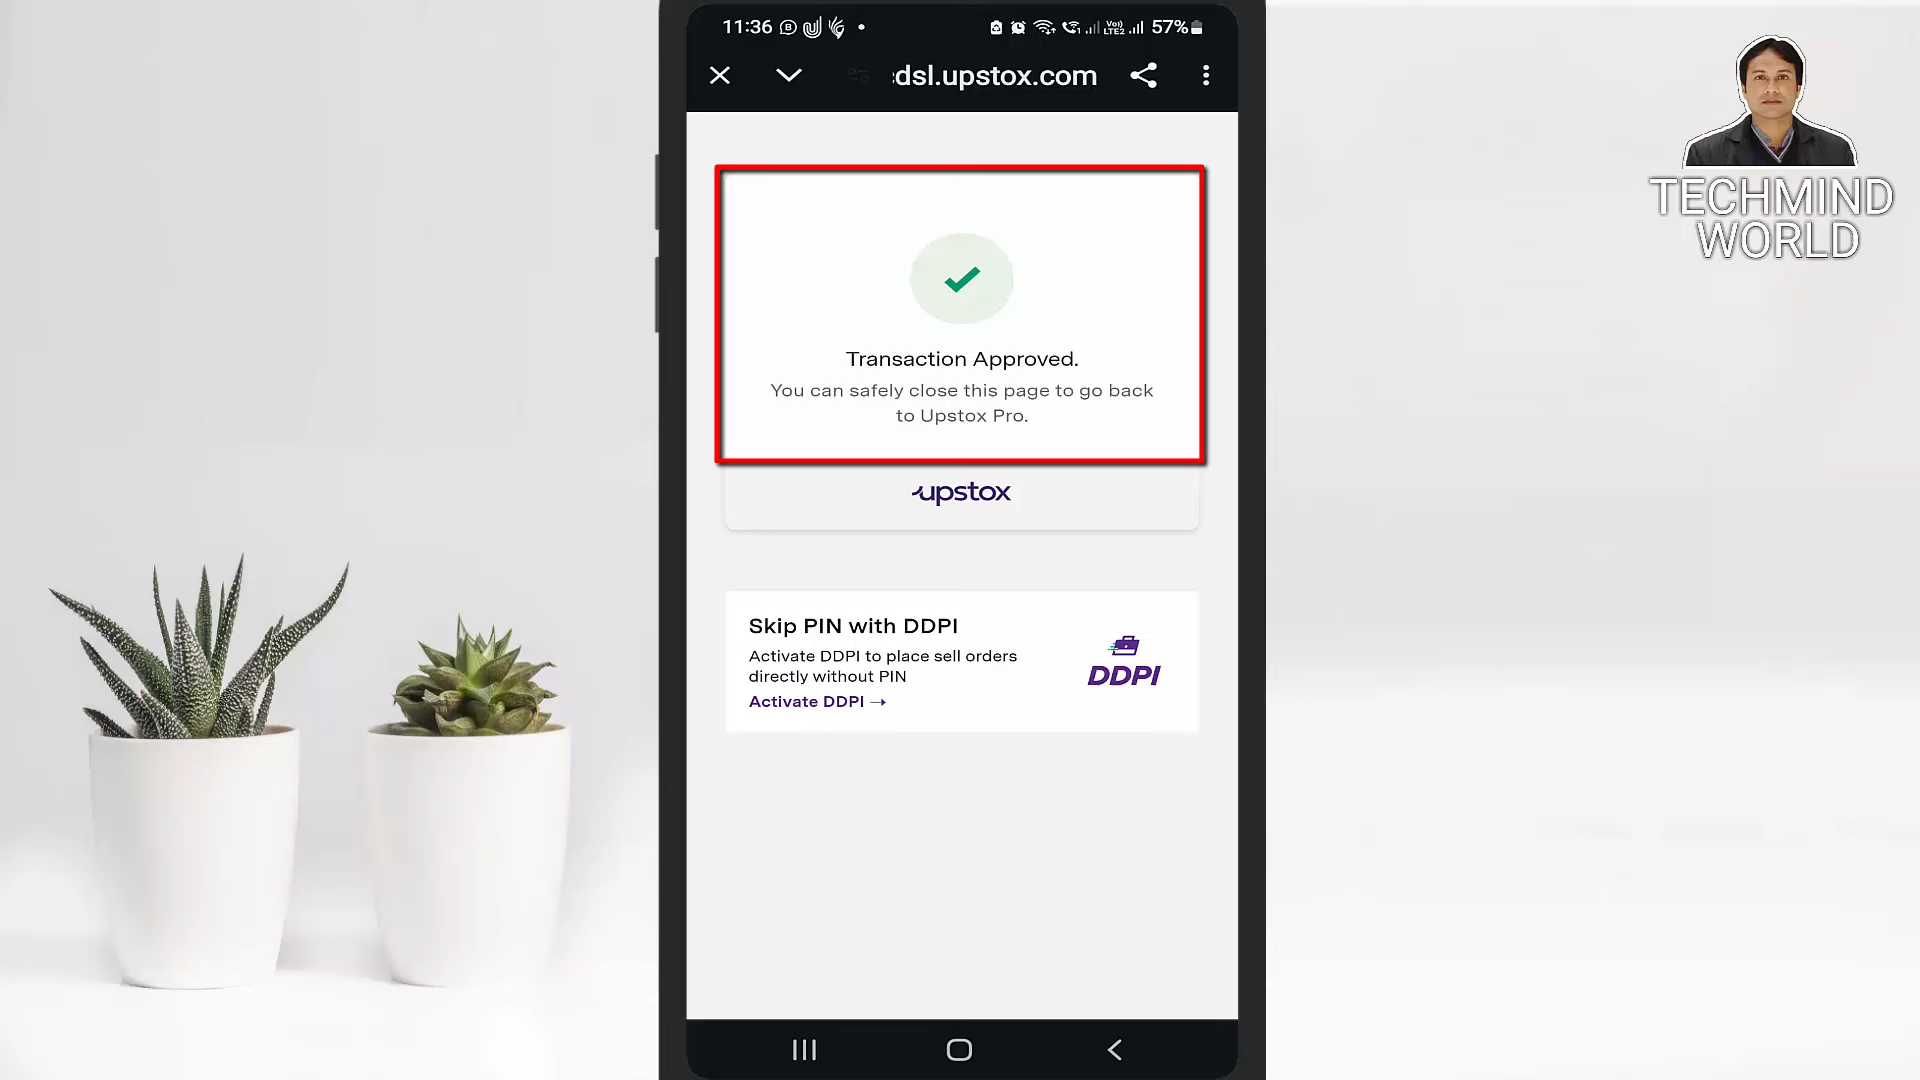 11:36
Vo)) LTE2 57%
dsl.upstox.com
TECHMIND
WORLD
Transaction Approved.
You can safely close this page to go back
to Upstox Pro.
upstox
Skip PIN with DDPI
Activate DDPI to place sell orders
directly without PIN
Activate DDPI →
DDPI